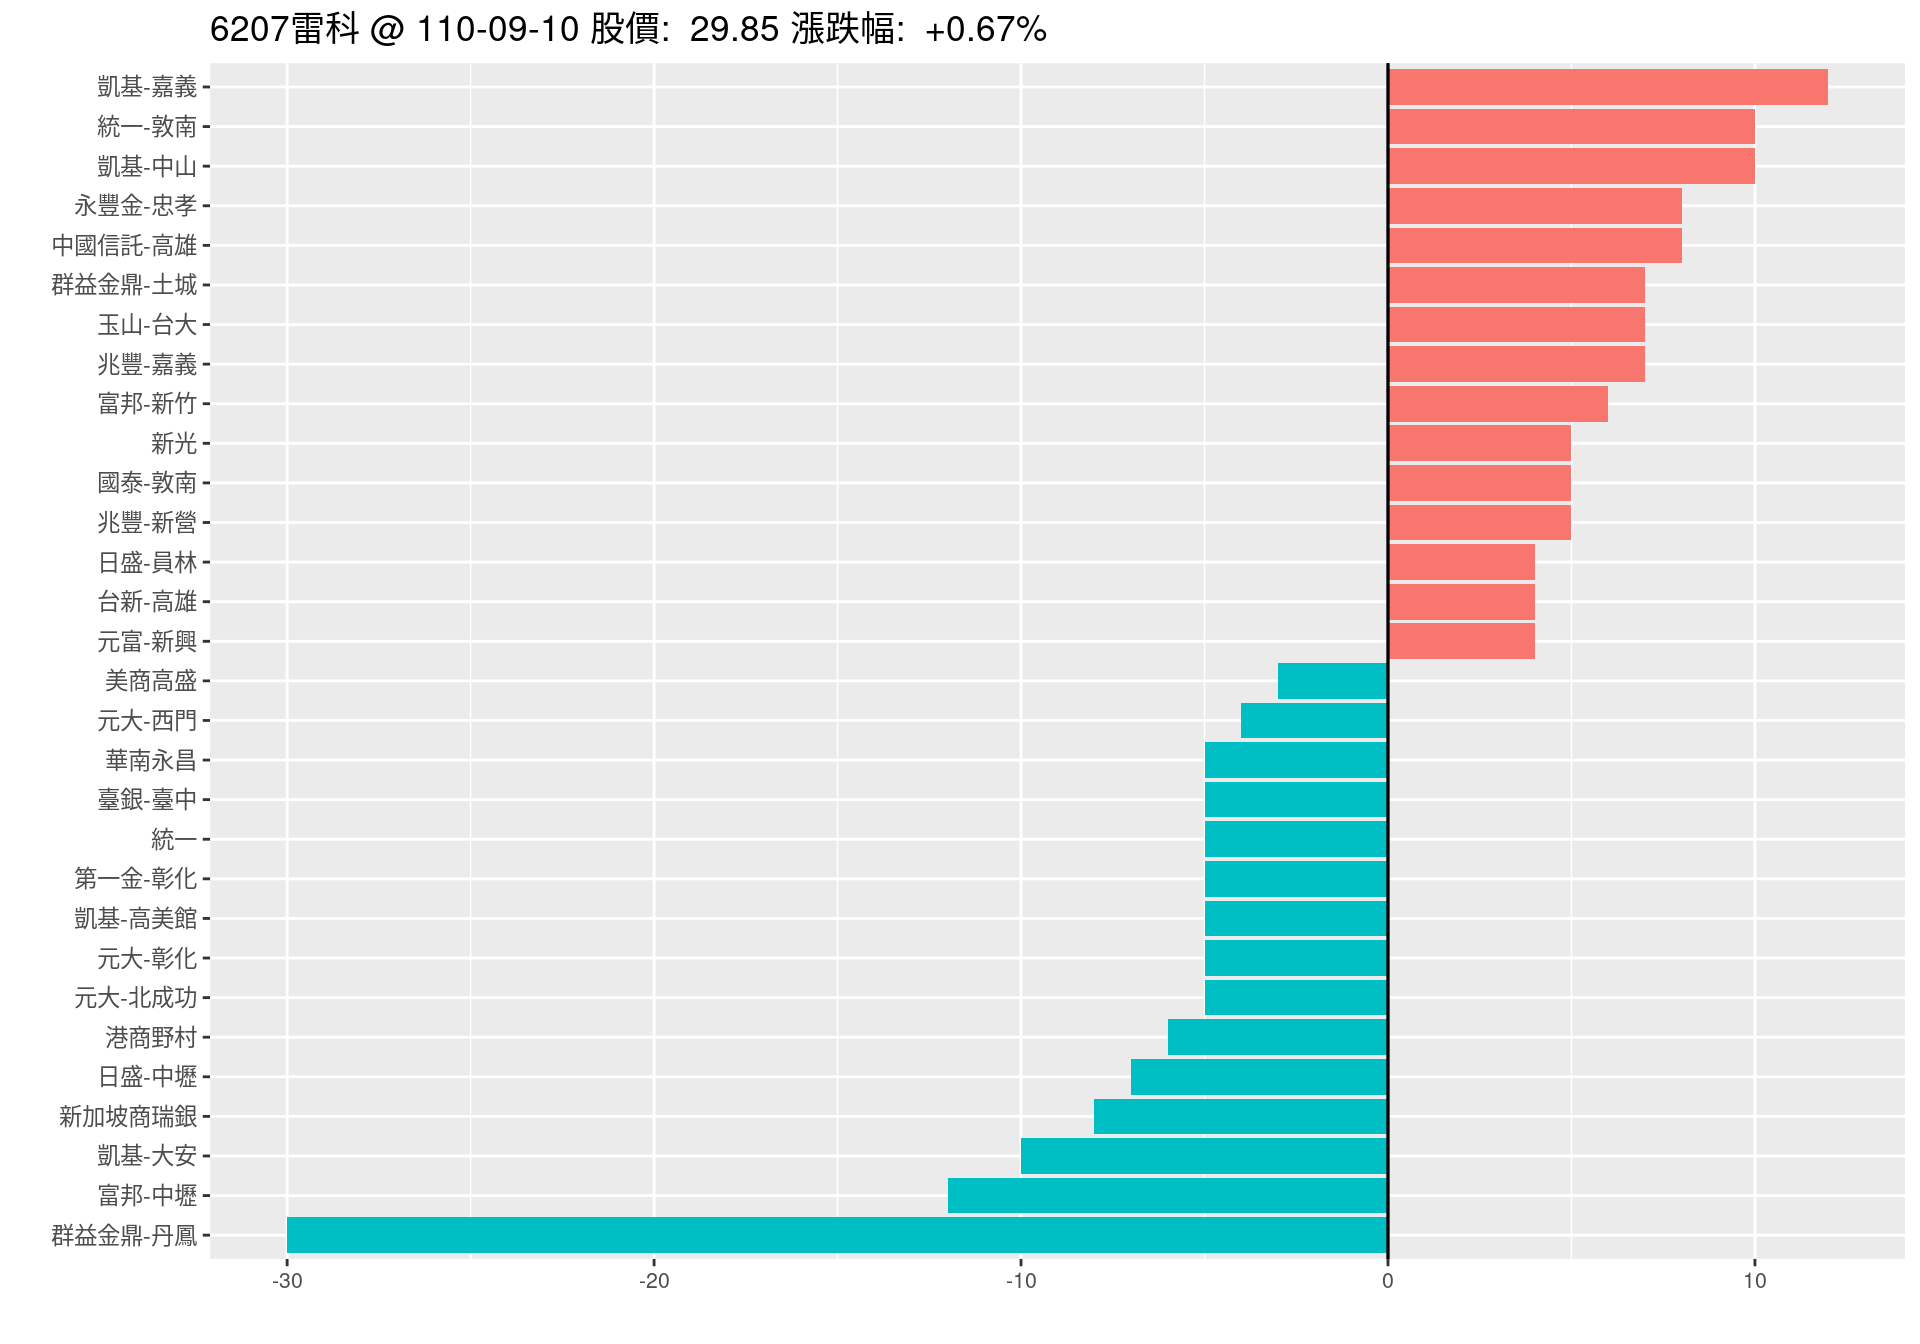 6207雷科 @ 110-09-10 股價: 29.85 漲跌幅: +0.67%
凱基-嘉義
統一-敦南
凱基-中山
永豐金-忠孝
中國信託-高雄
群益金鼎-土城
玉山-台大
兆豐-嘉義
富邦-新竹
新光
國泰-敦南
兆豐-新營
日盛-員林
台新-高雄
元富-新興
美商高盛
元大-西門
華南永昌
臺銀-臺中
統一
第一金-彰化
凱基-高美館
元大-彰化
元大-北成功
港商野村
日盛-中壢
新加坡商瑞銀
凱基-大安
富邦-中壢
群益金鼎-丹鳳
-30 -20 -10 0 10